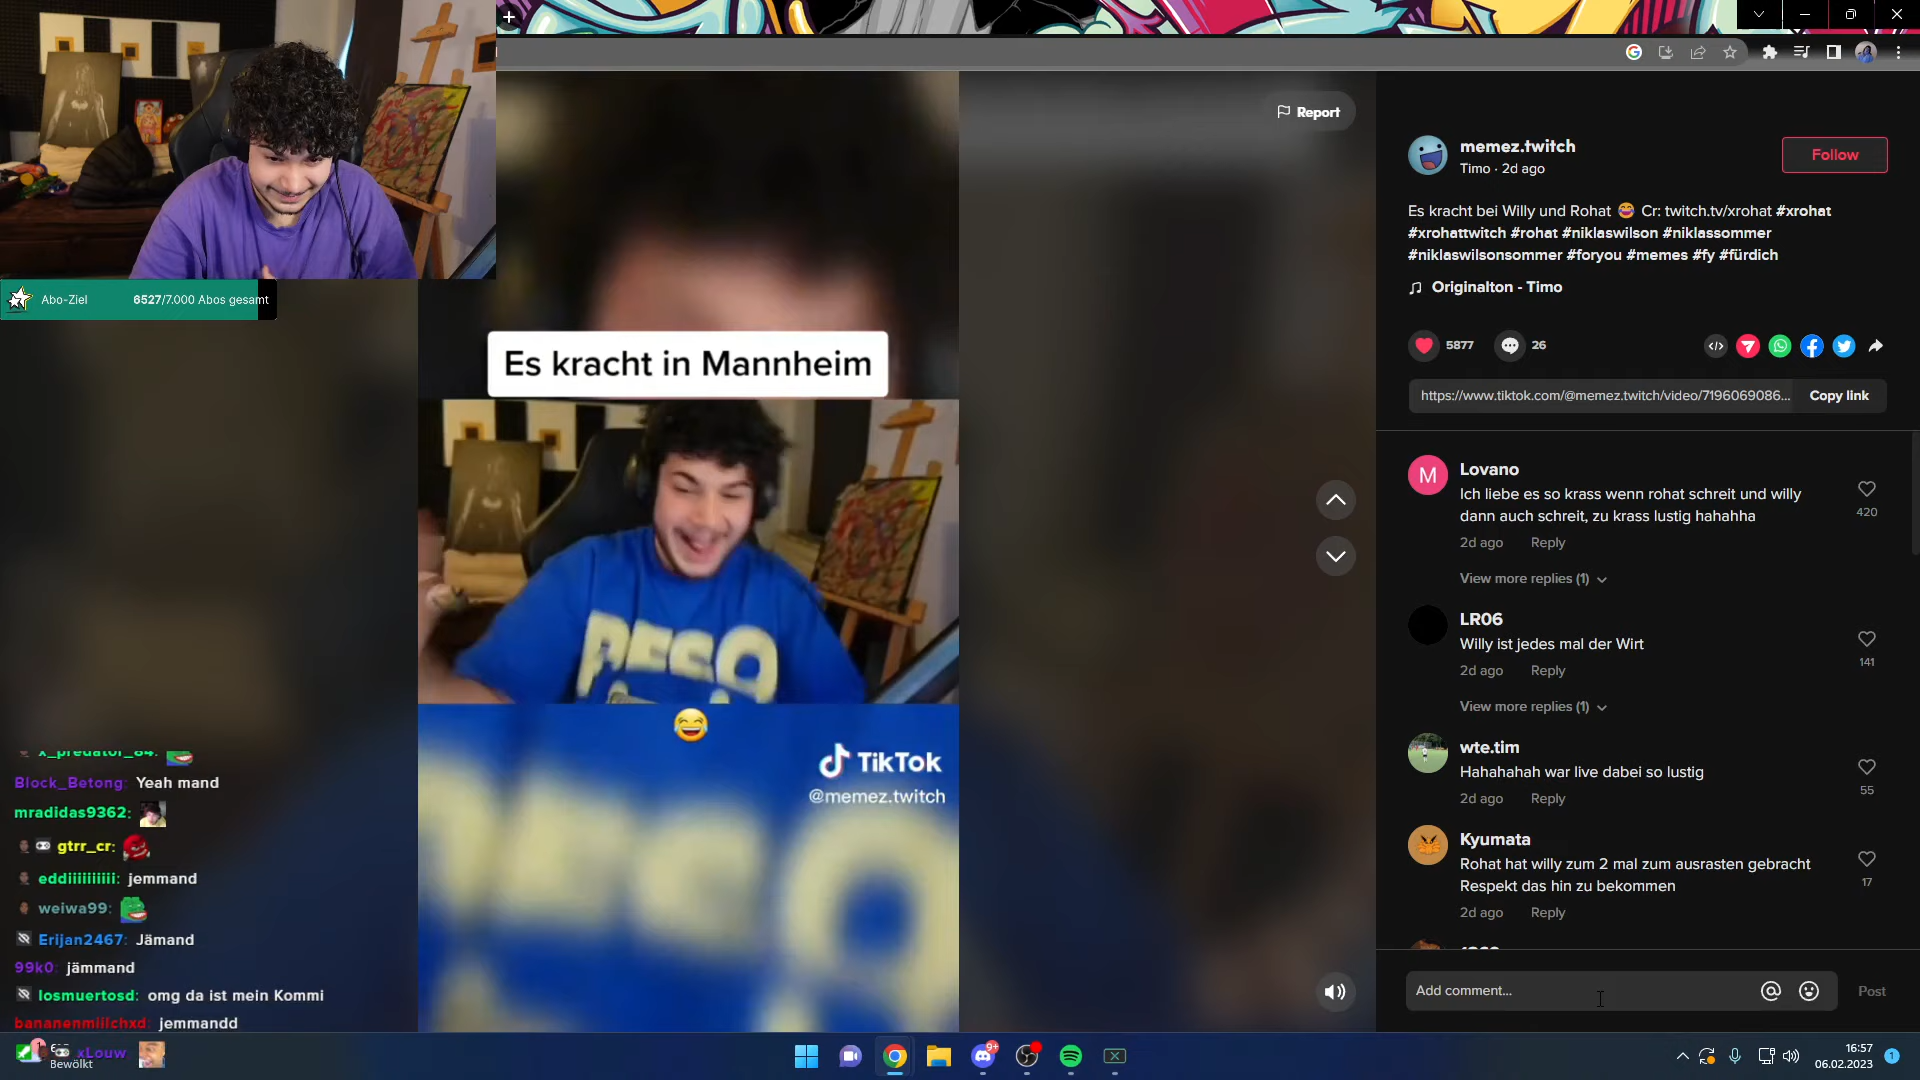 Abo-Ziel 6527/7.000 Abos gesamt
Block_Betong: Yeah mand
mradidas9362:
gtrr_cr:
eddiiiiiiiiii: jemmand
weiwa99:
Erijan2467: Jämand
99k0: jämmand
losmuertosd: omg da ist mein Kommi
bananenmiilchxd: jemmandd
xLouw
Bewölkt
Es kracht in Mannheim
PESO
TikTok
@memez.twitch
Report
memez.twitch
Timo · 2d ago
Follow
Es kracht bei Willy und Rohat 😂 Cr: twitch.tv/xrohat #xrohat
#xrohattwitch #rohat #niklaswilson #niklassommer
#niklaswilsonsommer #foryou #memes #fy #fürdich
Originalton - Timo
5877
26
https://www.tiktok.com/@memez.twitch/video/7196069086...
Copy link
M
Lovano
Ich liebe es so krass wenn rohat schreit und willy
dann auch schreit, zu krass lustig hahahha
420
2d ago Reply
View more replies (1)
LR06
Willy ist jedes mal der Wirt
141
2d ago Reply
View more replies (1)
wte.tim
Hahahahah war live dabei so lustig
55
2d ago Reply
Kyumata
Rohat hat willy zum 2 mal zum ausrasten gebracht
Respekt das hin zu bekommen
17
2d ago Reply
Add comment...
Post
9+
16:57
06.02.2023
1